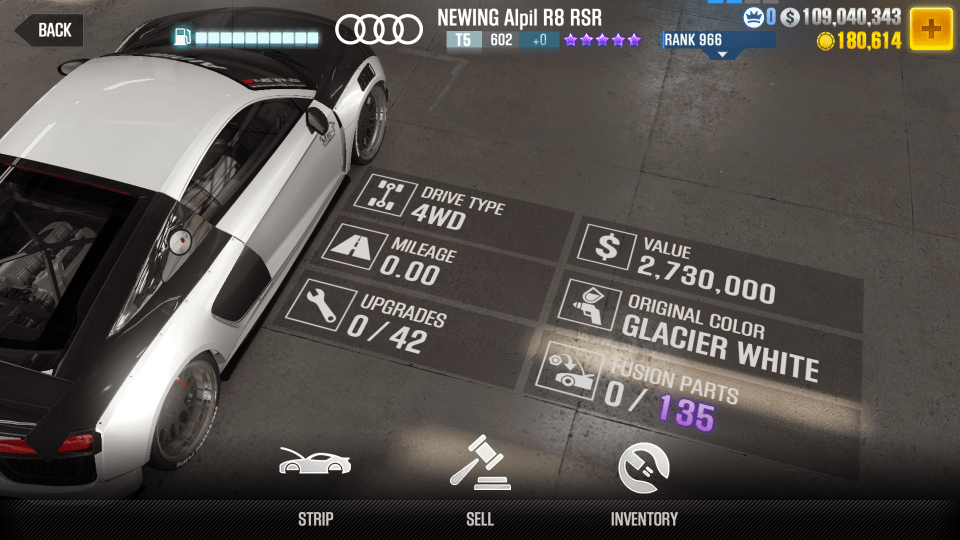 BACK
NEWING Alpil R8 RSR
T5 602 +0
RANK 966
0 $ 109,040,343
180,614
DRIVE TYPE
4WD
MILEAGE
0.00
UPGRADES
0 / 42
$ VALUE
2,730,000
ORIGINAL COLOR
GLACIER WHITE
FUSION PARTS
0 / 135
STRIP
SELL
INVENTORY